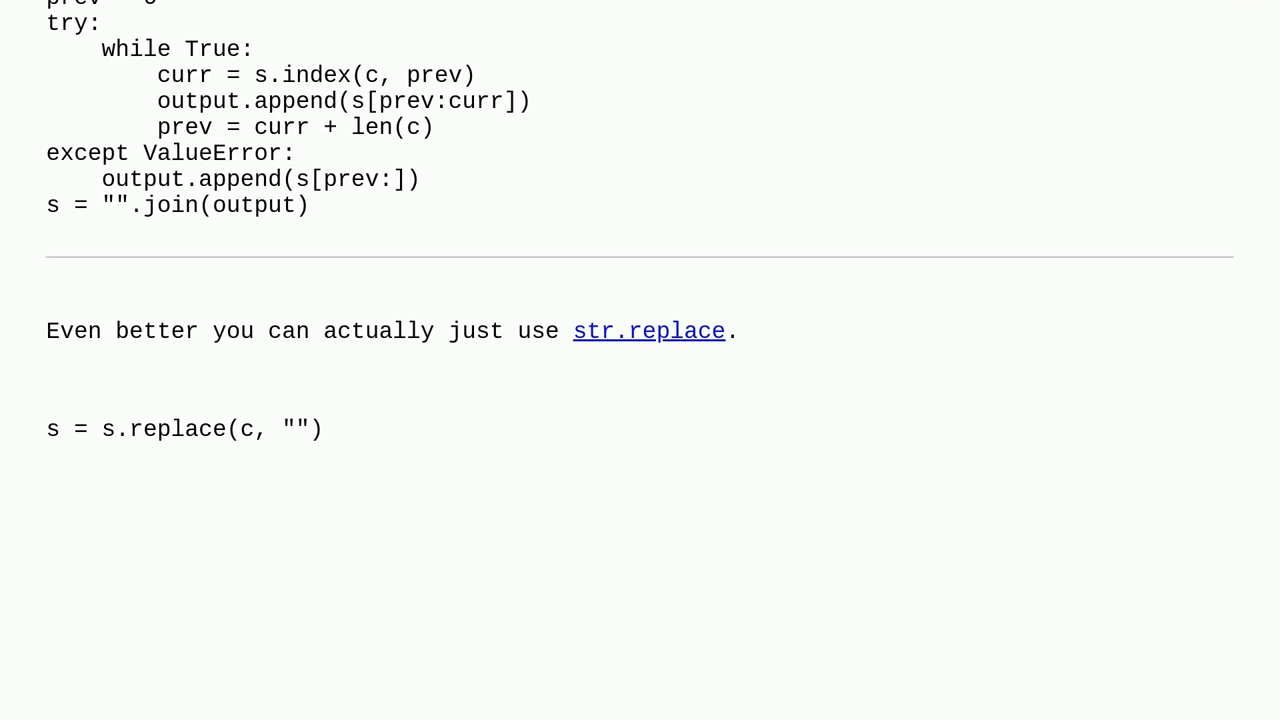 try:
    while True:
        curr = s.index(c, prev)
        output.append(s[prev:curr])
        prev = curr + len(c)
except ValueError:
    output.append(s[prev:])
s = "".join(output)
Even better you can actually just use str.replace.
s = s.replace(c, "")